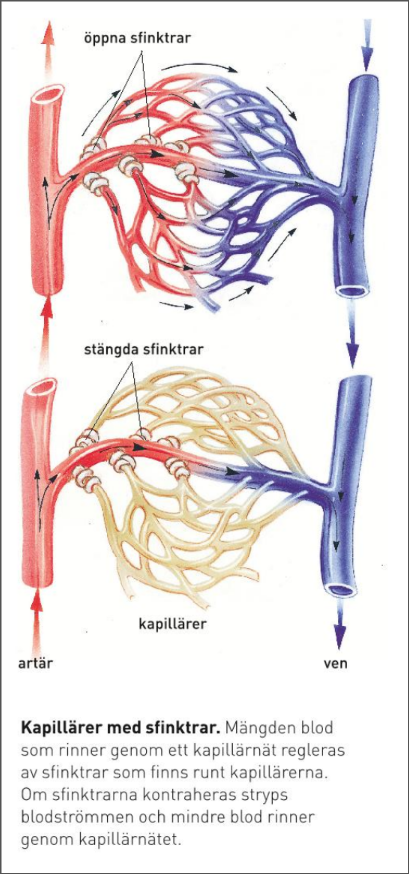 öppna sfinktrar
stängda sfinktrar
kapillärer
artär
ven
Kapillärer med sfinktrar. Mängden blod
som rinner genom ett kapillärnät regleras
av sfinktrar som finns runt kapillärerna.
Om sfinktrarna kontraheras stryps
blodströmmen och mindre blod rinner
genom kapillärnätet.